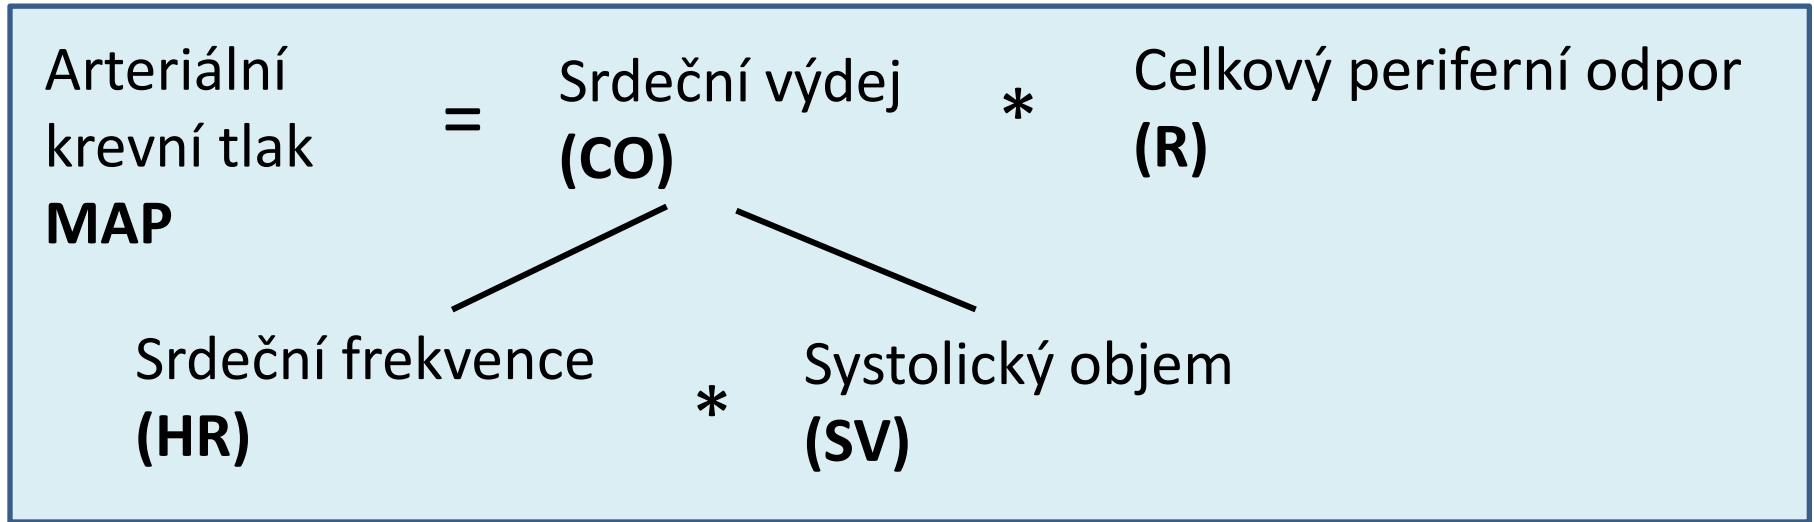 Arteriální
krevní tlak
MAP
=
Srdeční výdej
(CO)
*
Celkový periferní odpor
(R)
Srdeční frekvence
(HR)
*
Systolický objem
(SV)